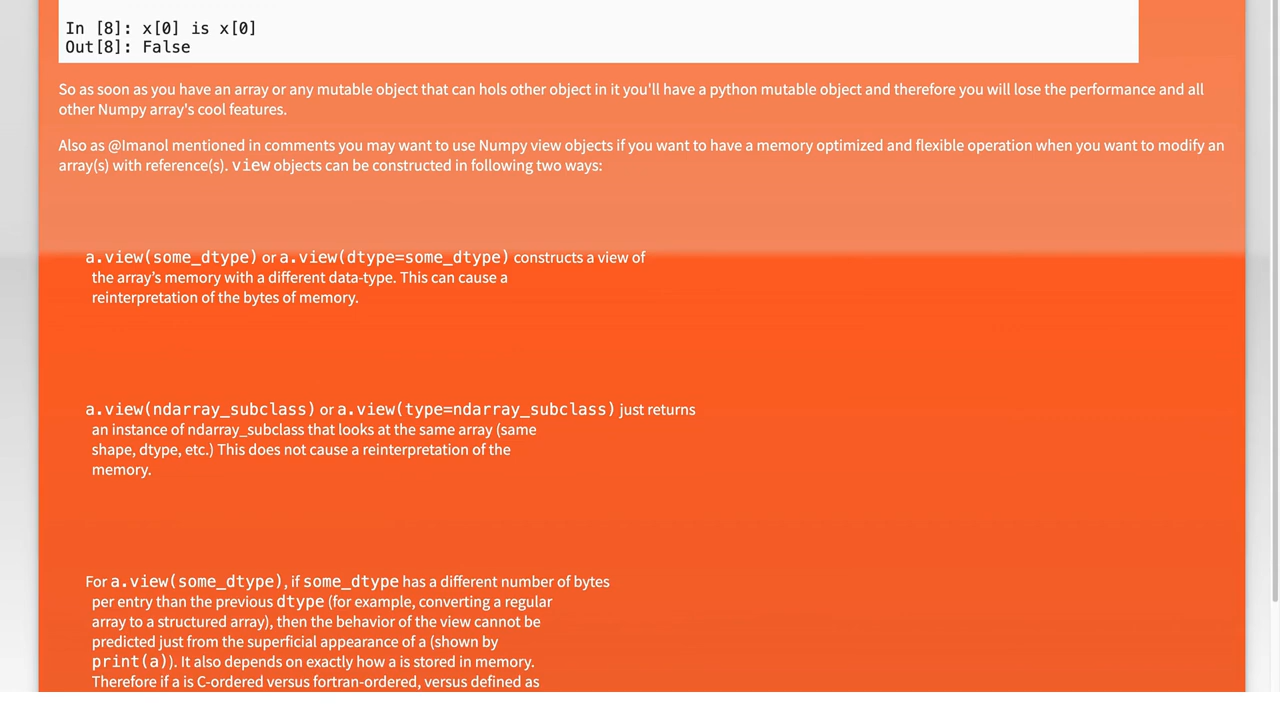 In [8]: x[0] is x[0]
Out[8]: False
So as soon as you have an array or any mutable object that can hols other object in it you'll have a python mutable object and therefore you will lose the performance and all
other Numpy array's cool features.
Also as @Imanol mentioned in comments you may want to use Numpy view objects if you want to have a memory optimized and flexible operation when you want to modify an
array(s) with reference(s). view objects can be constructed in following two ways:
a.view(some_dtype) or a.view(dtype=some_dtype) constructs a view of
the array’s memory with a different data-type. This can cause a
reinterpretation of the bytes of memory.
a.view(ndarray_subclass) or a.view(type=ndarray_subclass) just returns
an instance of ndarray_subclass that looks at the same array (same
shape, dtype, etc.) This does not cause a reinterpretation of the
memory.
For a.view(some_dtype), if some_dtype has a different number of bytes
per entry than the previous dtype (for example, converting a regular
array to a structured array), then the behavior of the view cannot be
predicted just from the superficial appearance of a (shown by
print(a)). It also depends on exactly how a is stored in memory.
Therefore if a is C-ordered versus fortran-ordered, versus defined as